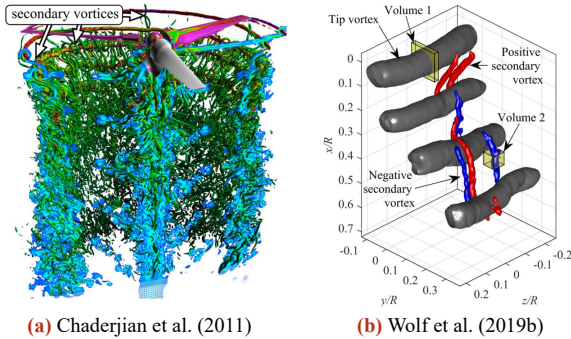 secondary vortices
Volume 1
Tip vortex
Positive
secondary
vortex
Volume 2
Negative
secondary
vortex
0
0.1
0.2
0.3
0.4
0.5
0.6
0.7
x/R
-0.1
0
0.1
0.2
0.3
y/R
0.2
0.1
0
-0.1
-0.2
z/R
(a) Chaderjian et al. (2011)
(b) Wolf et al. (2019b)